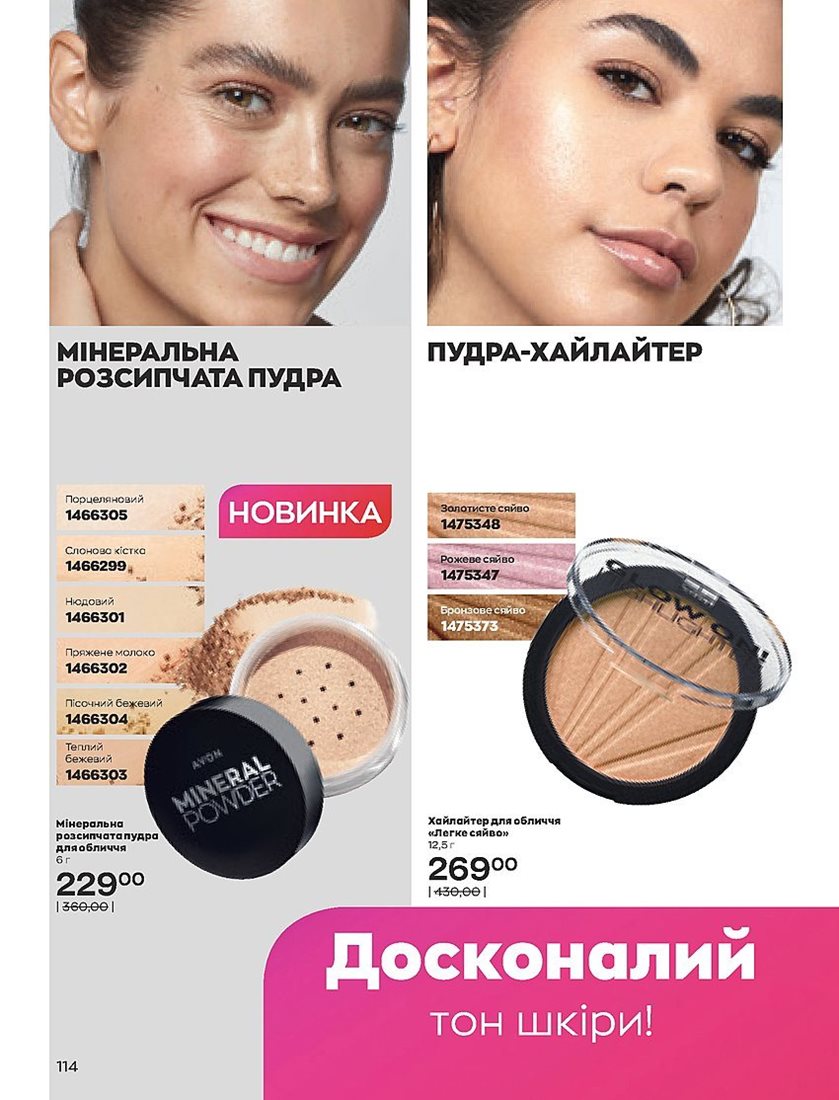 МІНЕРАЛЬНА
РОЗСИПЧАТА ПУДРА
Порцеляновий
1466305
Слонова кістка
1466299
Нюдовий
1466301
Пряжене молоко
1466302
Пісочний бежевий
1466304
Теплий
бежевий
1466303
НОВИНКА
AVON
MINERAL
POWDER
Мінеральна
розсипчата пудра
для обличчя
6 г
22900
| 360,00 |
ПУДРА-ХАЙЛАЙТЕР
Золотисте сяйво
1475348
Рожеве сяйво
1475347
Бронзове сяйво
1475373
GLOW ON!
Хайлайтер для обличчя
«Легке сяйво»
12,5 г
26900
| 430,00 |
Досконалий
тон шкіри!
114